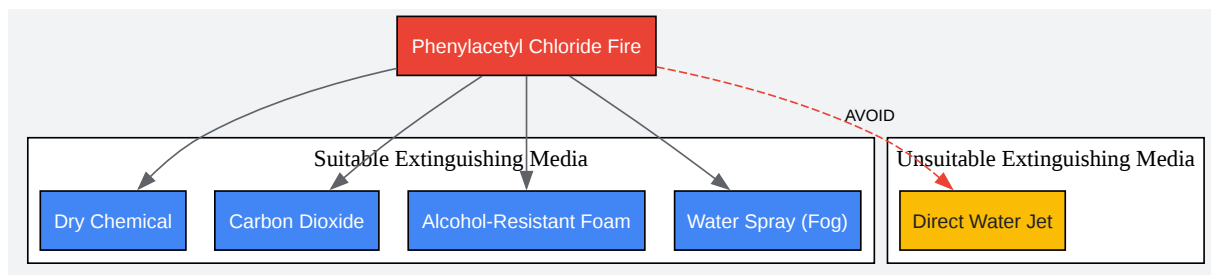 Phenylacetyl Chloride Fire
AVOID
Suitable Extinguishing Media
Unsuitable Extinguishing Media
Dry Chemical
Carbon Dioxide
Alcohol-Resistant Foam
Water Spray (Fog)
Direct Water Jet